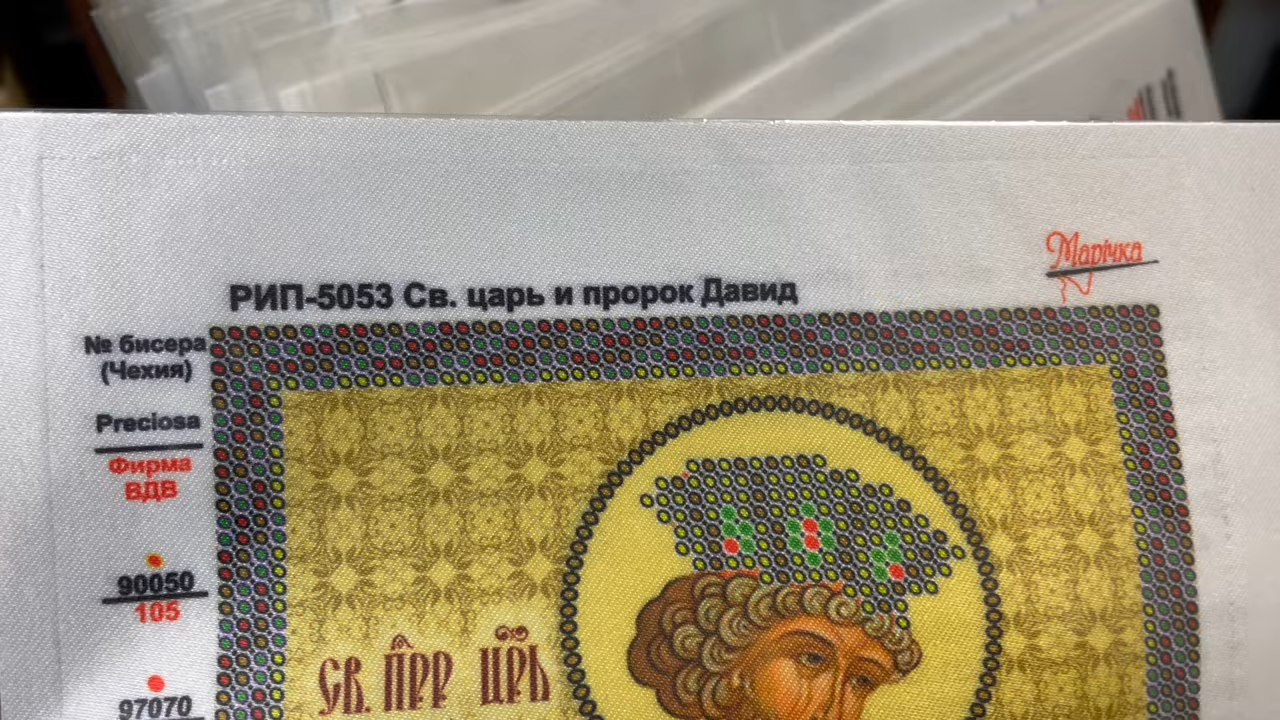 Марічка
РИП-5053 Св. царь и пророк Давид
№ бисера
(Чехия)
Preciosa
Фирма
ВДВ
90050
105
97070
СВ. ПРР ЦРЬ